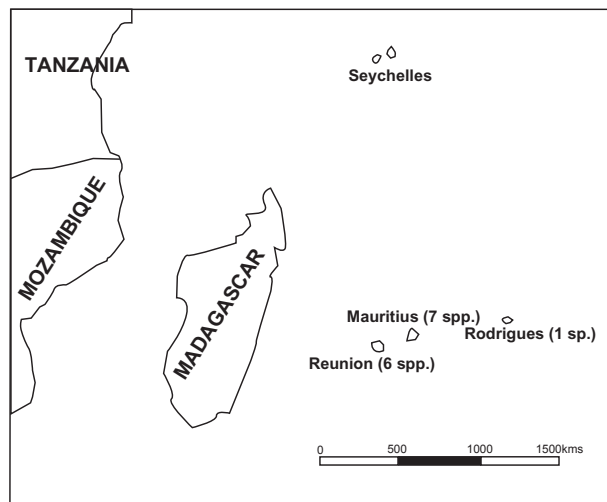 TANZANIA
Seychelles
MOZAMBIQUE
MADAGASCAR
Mauritius (7 spp.)
Rodrigues (1 sp.)
Reunion (6 spp.)
0 500 1000 1500kms